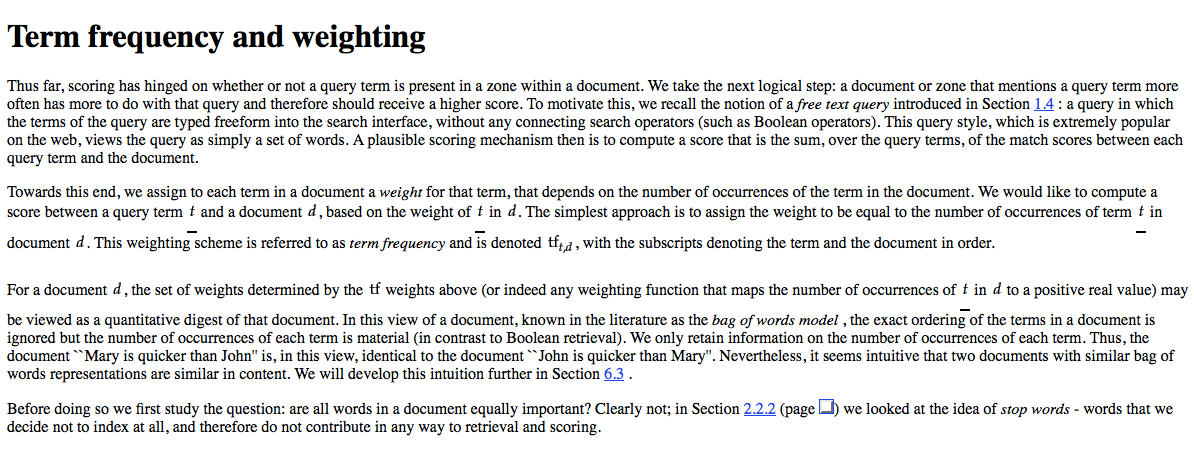 Term frequency and weighting
Thus far, scoring has hinged on whether or not a query term is present in a zone within a document. We take the next logical step: a document or zone that mentions a query term more
often has more to do with that query and therefore should receive a higher score. To motivate this, we recall the notion of a free text query introduced in Section 1.4 : a query in which
the terms of the query are typed freeform into the search interface, without any connecting search operators (such as Boolean operators). This query style, which is extremely popular
on the web, views the query as simply a set of words. A plausible scoring mechanism then is to compute a score that is the sum, over the query terms, of the match scores between each
query term and the document.
Towards this end, we assign to each term in a document a weight for that term, that depends on the number of occurrences of the term in the document. We would like to compute a
score between a query term t and a document d, based on the weight of t in d. The simplest approach is to assign the weight to be equal to the number of occurrences of term t in
document d. This weighting scheme is referred to as term frequency and is denoted tft,d, with the subscripts denoting the term and the document in order.
For a document d, the set of weights determined by the tf weights above (or indeed any weighting function that maps the number of occurrences of t in d to a positive real value) may
be viewed as a quantitative digest of that document. In this view of a document, known in the literature as the bag of words model , the exact ordering of the terms in a document is
ignored but the number of occurrences of each term is material (in contrast to Boolean retrieval). We only retain information on the number of occurrences of each term. Thus, the
document ``Mary is quicker than John'' is, in this view, identical to the document ``John is quicker than Mary''. Nevertheless, it seems intuitive that two documents with similar bag of
words representations are similar in content. We will develop this intuition further in Section 6.3 .
Before doing so we first study the question: are all words in a document equally important? Clearly not; in Section 2.2.2 (page ) we looked at the idea of stop words - words that we
decide not to index at all, and therefore do not contribute in any way to retrieval and scoring.